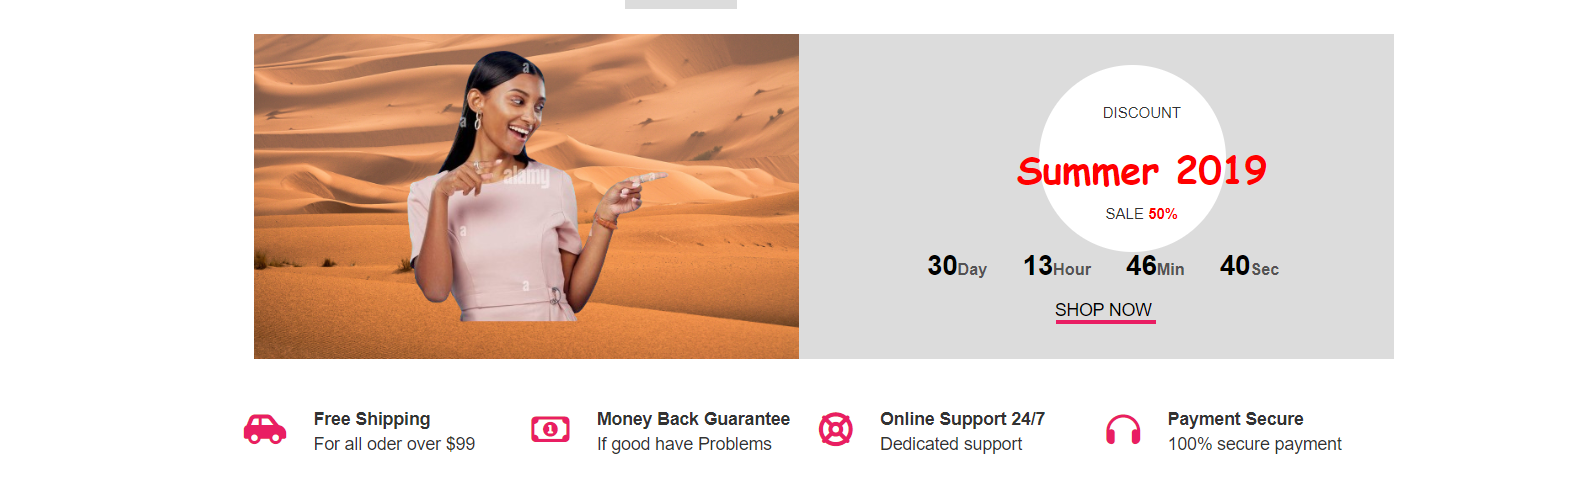 a
a
alamy
a
a
a
DISCOUNT
Summer 2019
SALE 50%
30Day 13Hour 46Min 40Sec
SHOP NOW
Free Shipping
For all oder over $99
Money Back Guarantee
If good have Problems
1
Online Support 24/7
Dedicated support
Payment Secure
100% secure payment